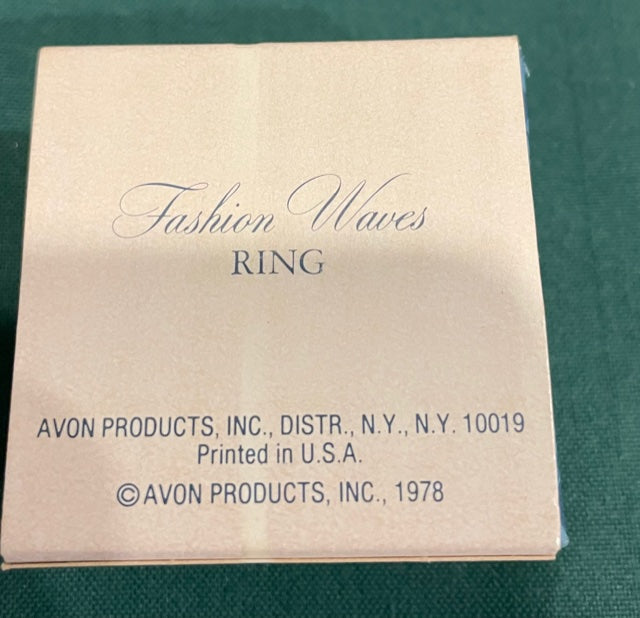 Fashion Waves
RING
AVON PRODUCTS, INC., DISTR., N.Y., N.Y. 10019
Printed in U.S.A.
©AVON PRODUCTS, INC., 1978